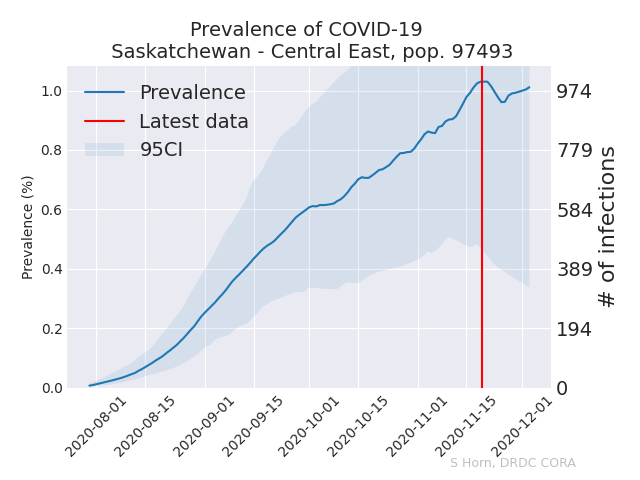 Prevalence of COVID-19
Saskatchewan - Central East, pop. 97493
Prevalence
Latest data
95CI
Prevalence (%)
1.0
0.8
0.6
0.4
0.2
0.0
974
779
584
389
194
0
# of infections
2020-08-01
2020-08-15
2020-09-01
2020-09-15
2020-10-01
2020-10-15
2020-11-01
2020-11-15
2020-12-01
S Horn, DRDC CORA